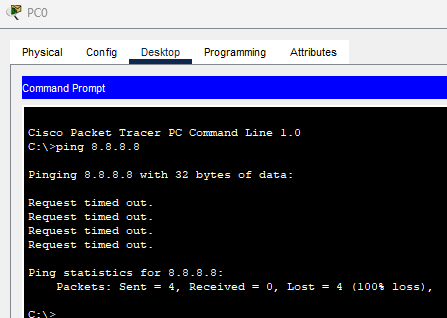 PC0
Physical Config Desktop Programming Attributes
Command Prompt
Cisco Packet Tracer PC Command Line 1.0
C:\>ping 8.8.8.8
Pinging 8.8.8.8 with 32 bytes of data:
Request timed out.
Request timed out.
Request timed out.
Request timed out.
Ping statistics for 8.8.8.8:
Packets: Sent = 4, Received = 0, Lost = 4 (100% loss),
C:\>